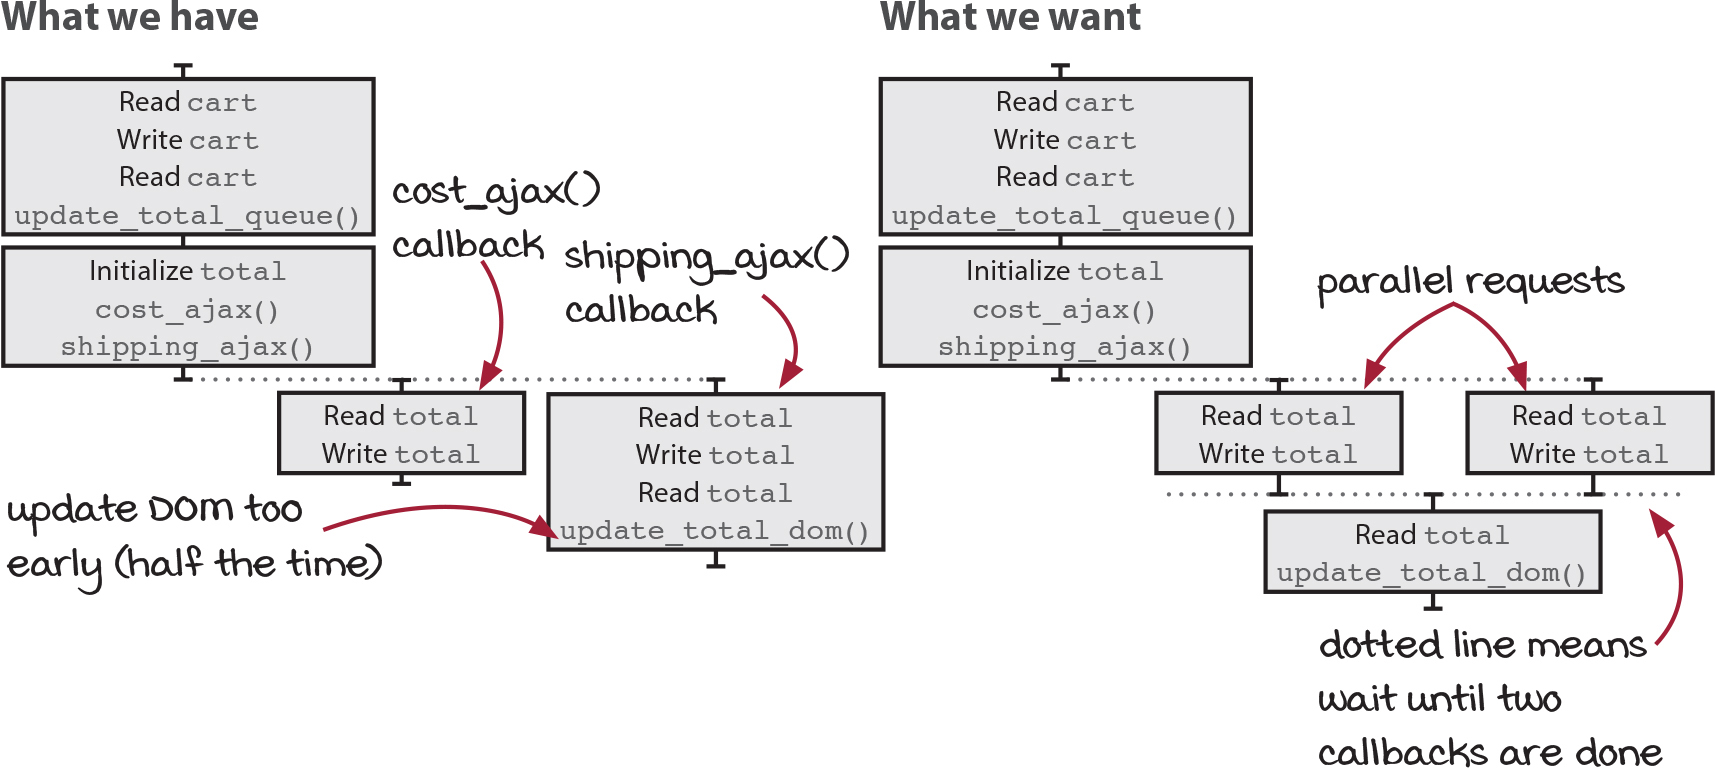 What we have
Read cart
Write cart
Read cart
update_total_queue()
Initialize total
cost_ajax()
shipping_ajax()
cost_ajax()
callback
shipping_ajax()
callback
Read total
Write total
Read total
Write total
Read total
update_total_dom()
update DOM too
early (half the time)
What we want
Read cart
Write cart
Read cart
update_total_queue()
Initialize total
cost_ajax()
shipping_ajax()
parallel requests
Read total
Write total
Read total
Write total
Read total
update_total_dom()
dotted line means
wait until two
callbacks are done